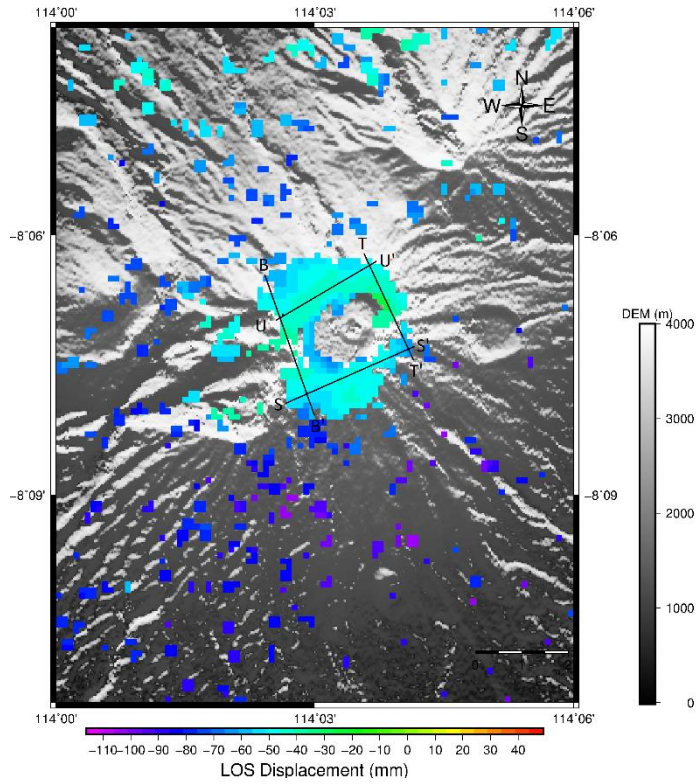 114˚00' 114˚03' 114˚06'
N
W E
S
−8˚06' −8˚06'
T
U'
B
U
DEM (m)
4000
3000
2000
1000
0
S'
T'
S
B'
−8˚09' −8˚09'
0 2
114˚00' 114˚03' 114˚06'
−110 −100 −90 −80 −70 −60 −50 −40 −30 −20 −10 0 10 20 30 40
LOS Displacement (mm)